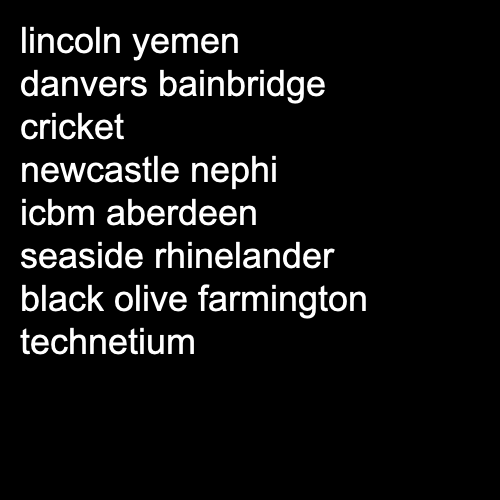 lincoln yemen
danvers bainbridge
cricket
newcastle nephi
icbm aberdeen
seaside rhinelander
black olive farmington
technetium